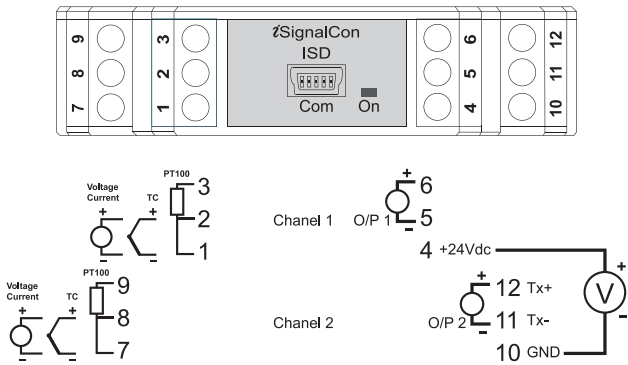 9 3 iSignalCon 6 12
8 2 ISD 5 11
7 1 Com On 4 10
PT100
Voltage
Current
TC
+ +
- -
3
2
1
Chanel 1
O/P 1
+
6
5
-
4 +24Vdc
PT100
Voltage
Current
TC
+ +
- -
9
8
7
Chanel 2
O/P 2
+
12 Tx+
11 Tx-
-
10 GND
+
V
-